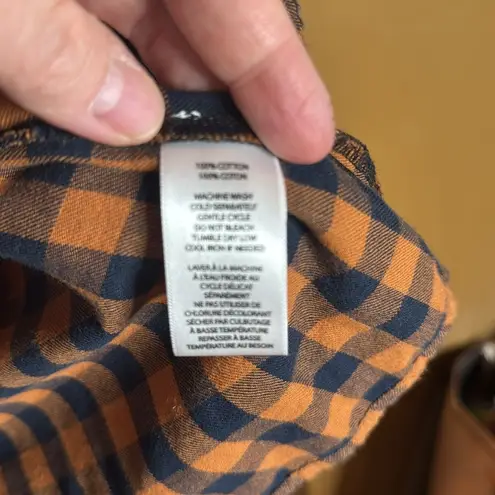 100% COTTON
100% COTTON
MACHINE WASH
COLD SEPARATELY
GENTLE CYCLE
DO NOT BLEACH
TUMBLE DRY LOW
COOL IRON IF NEEDED
LAVER À LA MACHINE
À L'EAU FROIDE AU
CYCLE DÉLICAT
SÉPARÉMENT
NE PAS UTILISER DE
CHLORURE DÉCOLORANT
SÉCHER PAR CULBUTAGE
À BASSE TEMPÉRATURE
REPASSER À BASSE
TEMPÉRATURE AU BESOIN